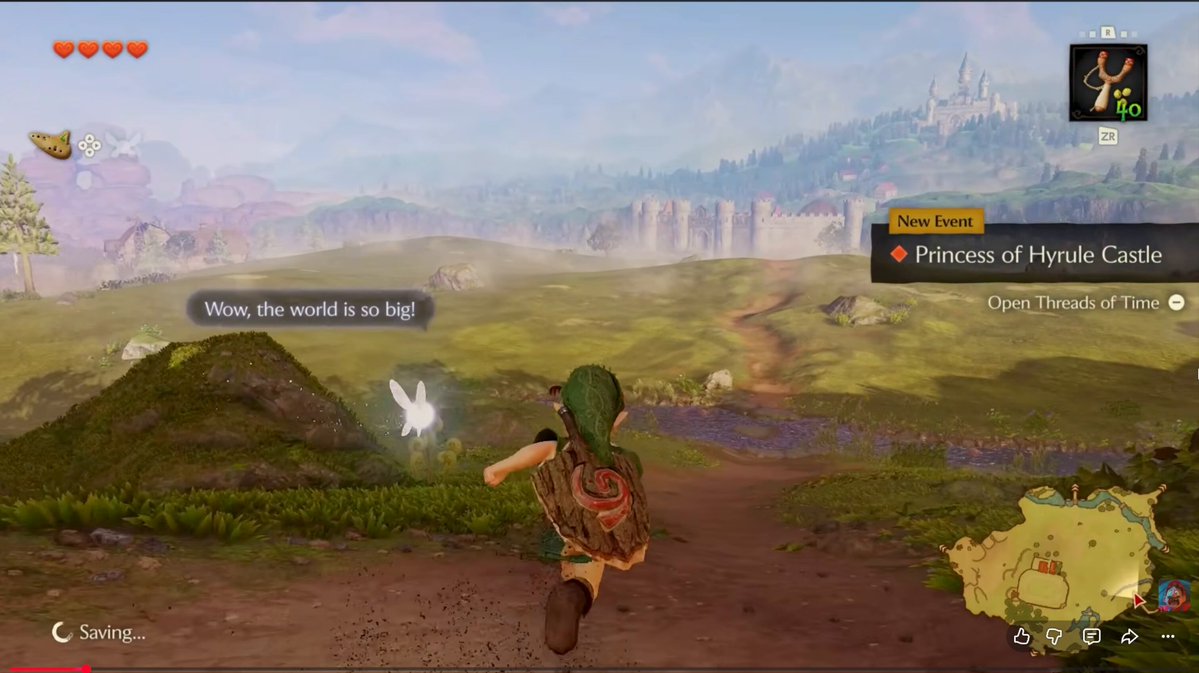 R
40
ZR
New Event
Princess of Hyrule Castle
Open Threads of Time
Wow, the world is so big!
Saving...